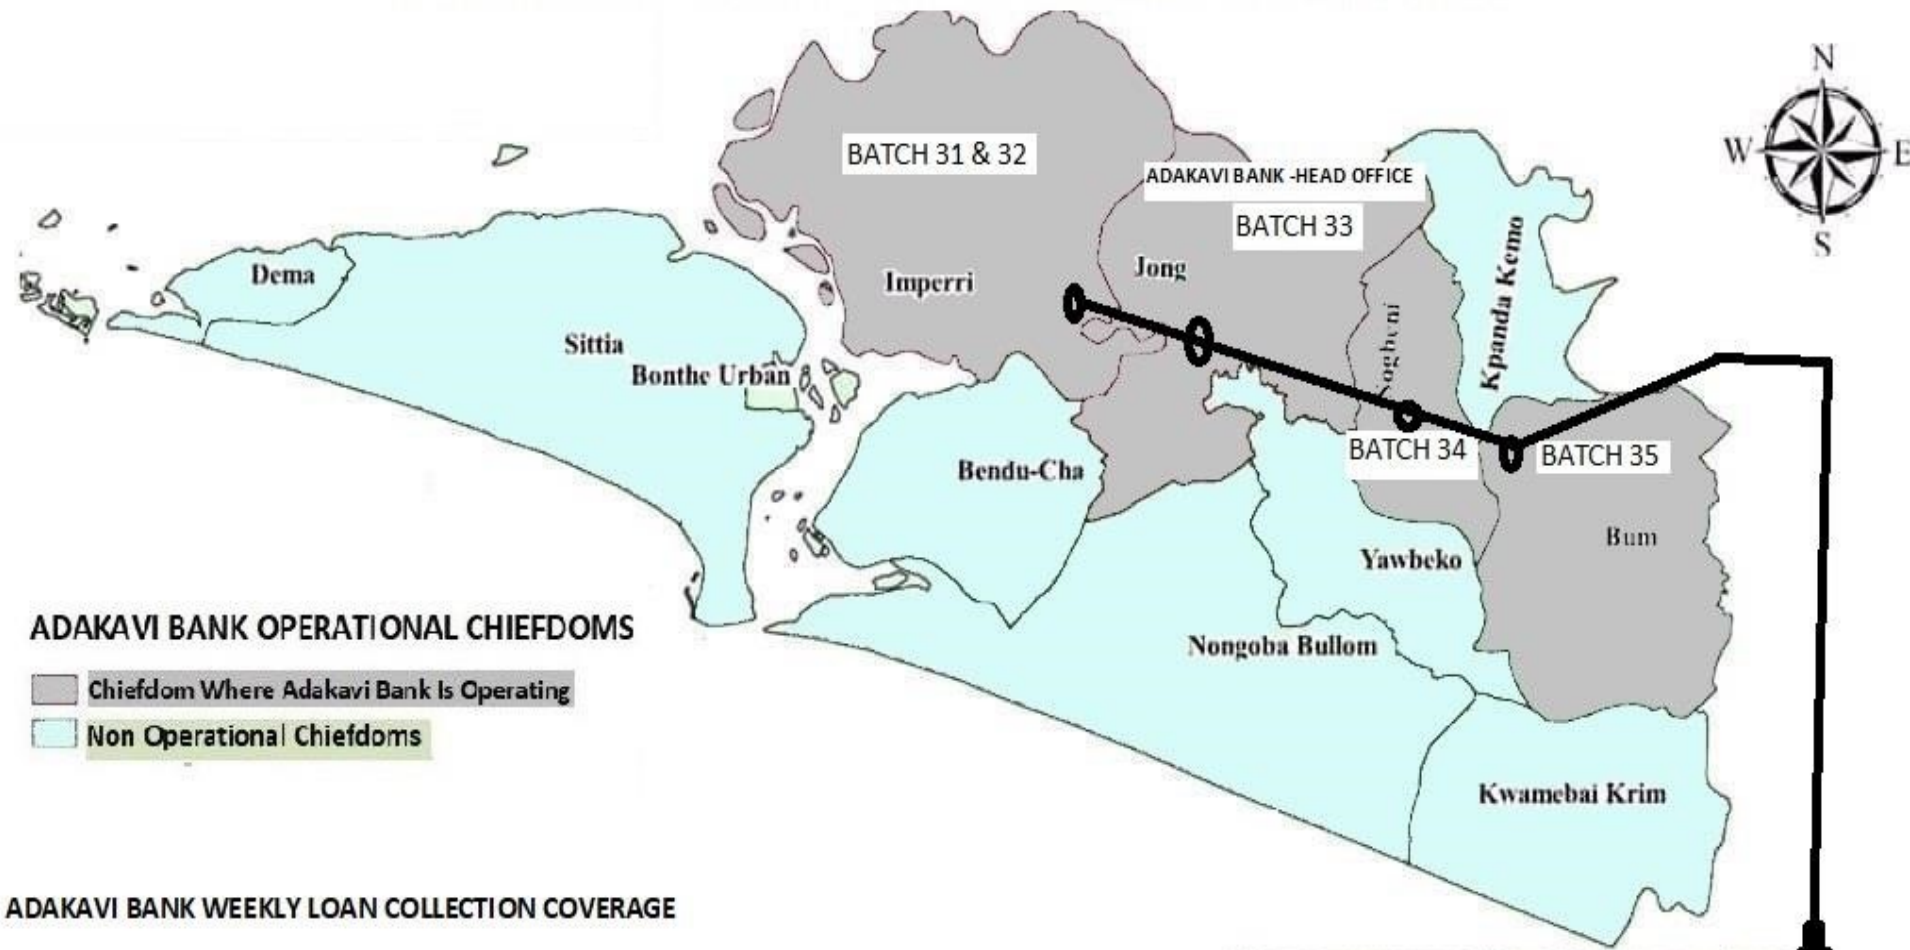 N
W E
S
BATCH 31 & 32
ADAKAVI BANK -HEAD OFFICE
BATCH 33
Dema
Imperri
Jong
Kpanda Kemo
Sittia
Bonthe Urban
BATCH 34
BATCH 35
Bendu-Cha
Bum
Yawbeko
Nongoba Bullom
Kwamebai Krim
ADAKAVI BANK OPERATIONAL CHIEFDOMS
Chiefdom Where Adakavi Bank Is Operating
Non Operational Chiefdoms
ADAKAVI BANK WEEKLY LOAN COLLECTION COVERAGE